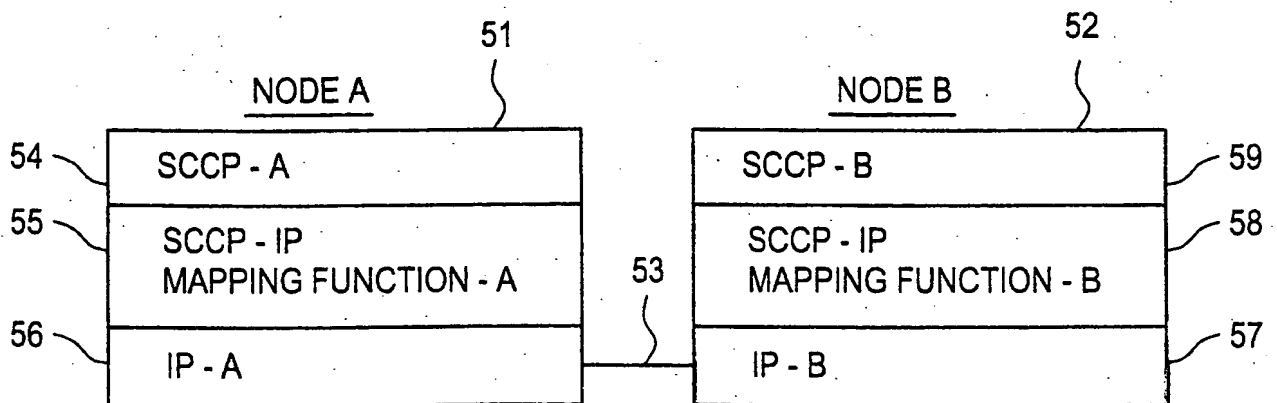 51
52
NODE A
NODE B
54
SCCP - A
SCCP - B
59
55
SCCP - IP
MAPPING FUNCTION - A
53
SCCP - IP
MAPPING FUNCTION - B
58
56
IP - A
IP - B
57